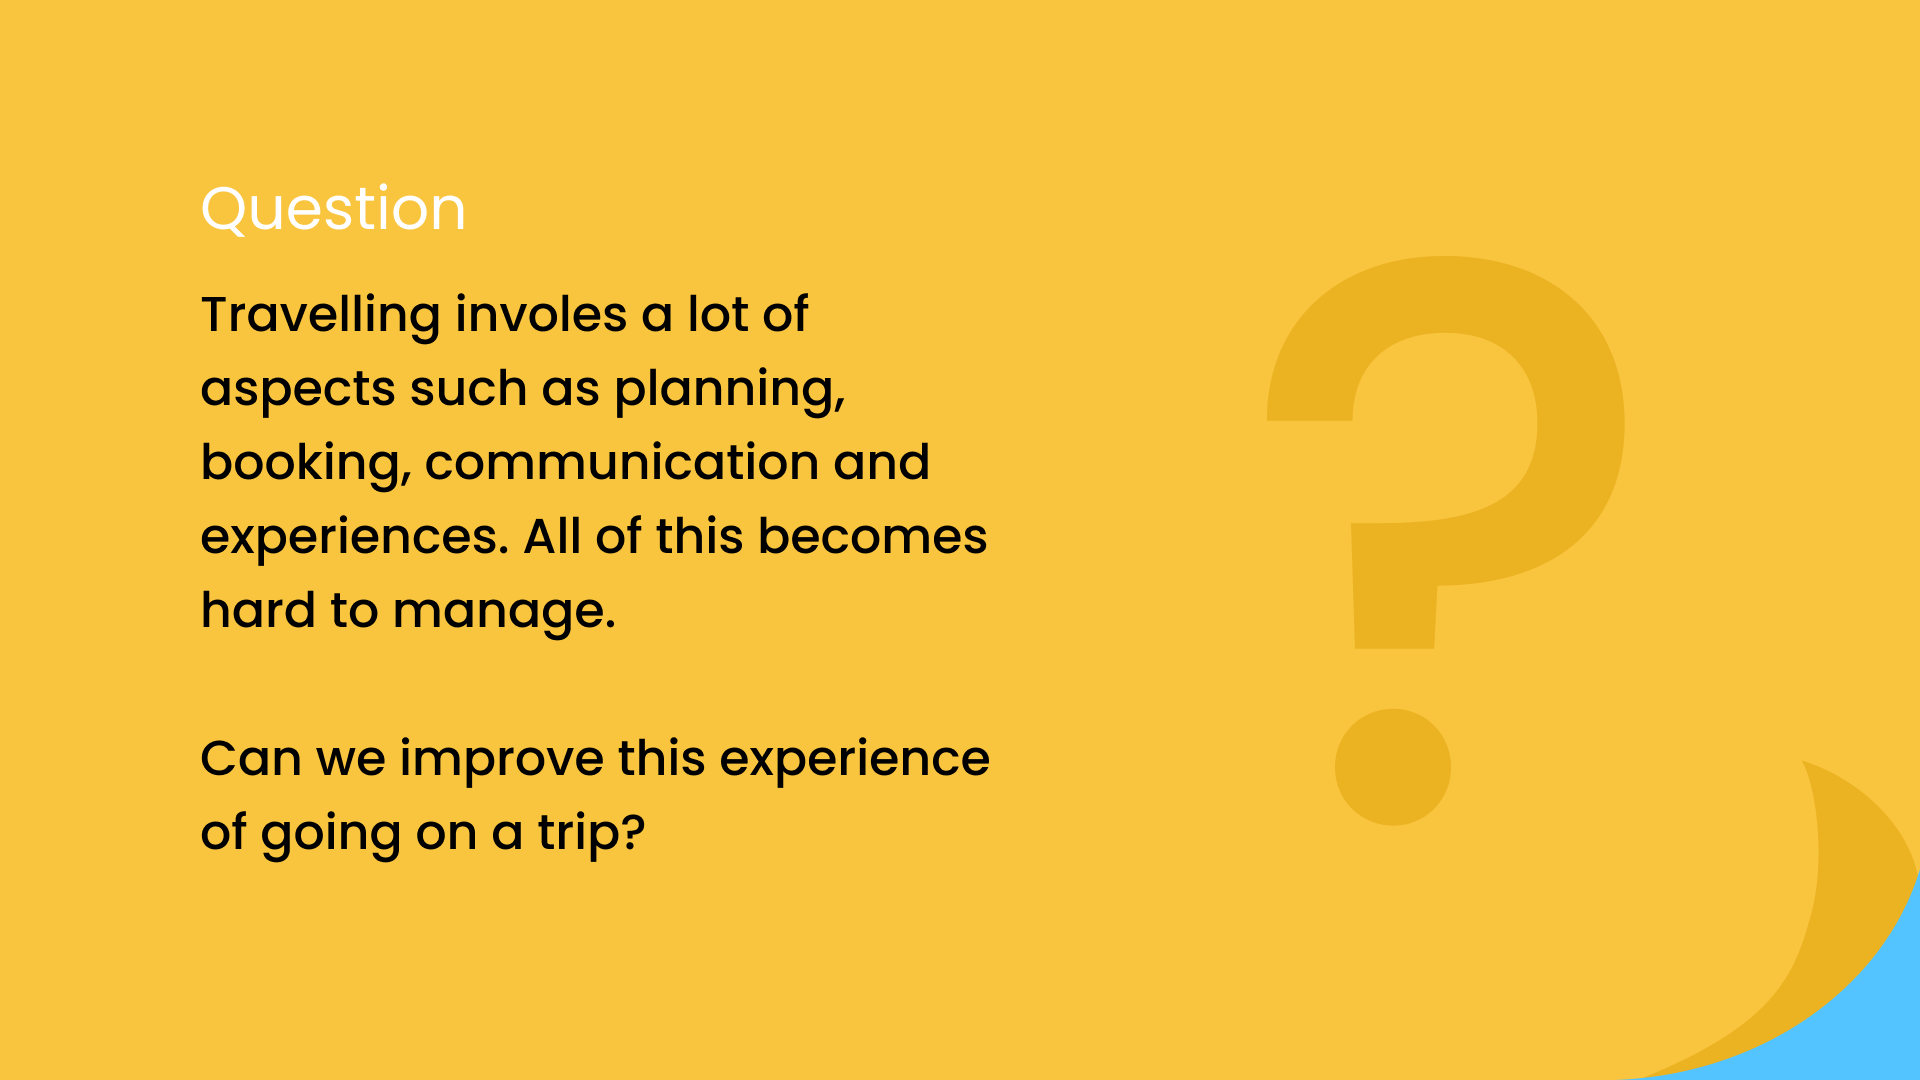 Question
Travelling involes a lot of
aspects such as planning,
booking, communication and
experiences. All of this becomes
hard to manage.
Can we improve this experience
of going on a trip?
?